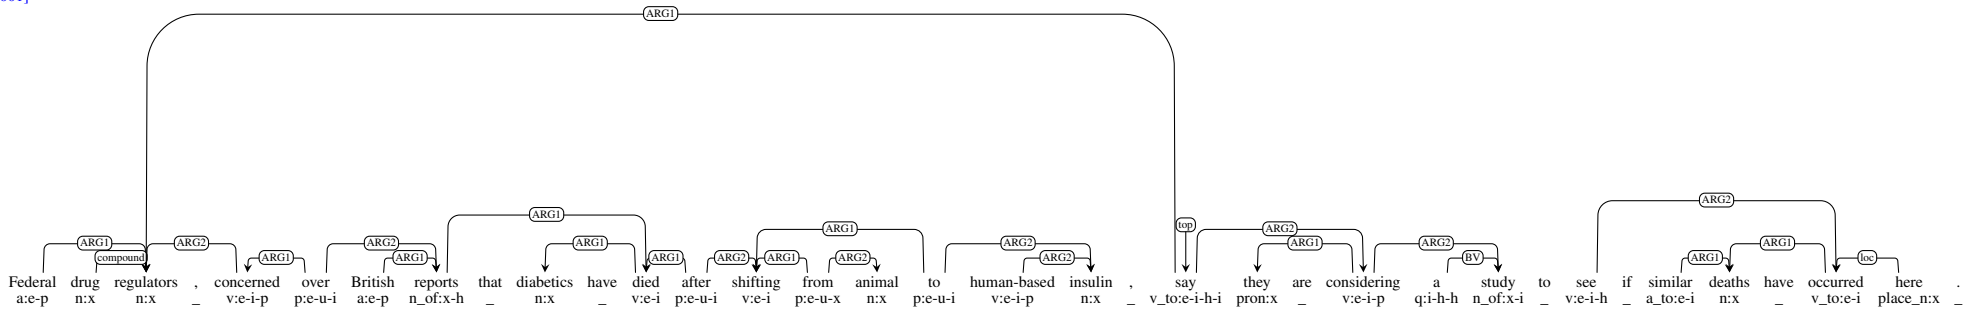 ARG1
top
ARG1 ARG2 ARG2 ARG1 ARG1 ARG1 ARG2 ARG2 ARG2 ARG2 ARG1
compound ARG1 ARG1 ARG1 ARG2 ARG1 ARG2 ARG2 ARG1 BV ARG1 loc
Federal drug regulators , concerned over British reports that diabetics have died after shifting from animal to human-based insulin , say they are considering a study to see if similar deaths have occurred here .
a:e-p n:x n:x _ v:e-i-p p:e-u-i a:e-p n_of:x-h _ n:x _ v:e-i p:e-u-i v:e-i p:e-u-x n:x p:e-u-i v:e-i-p n:x _ v_to:e-i-h-i pron:x _ v:e-i-p q:i-h-h n_of:x-i _ v:e-i-h _ a_to:e-i n:x _ v_to:e-i place_n:x _